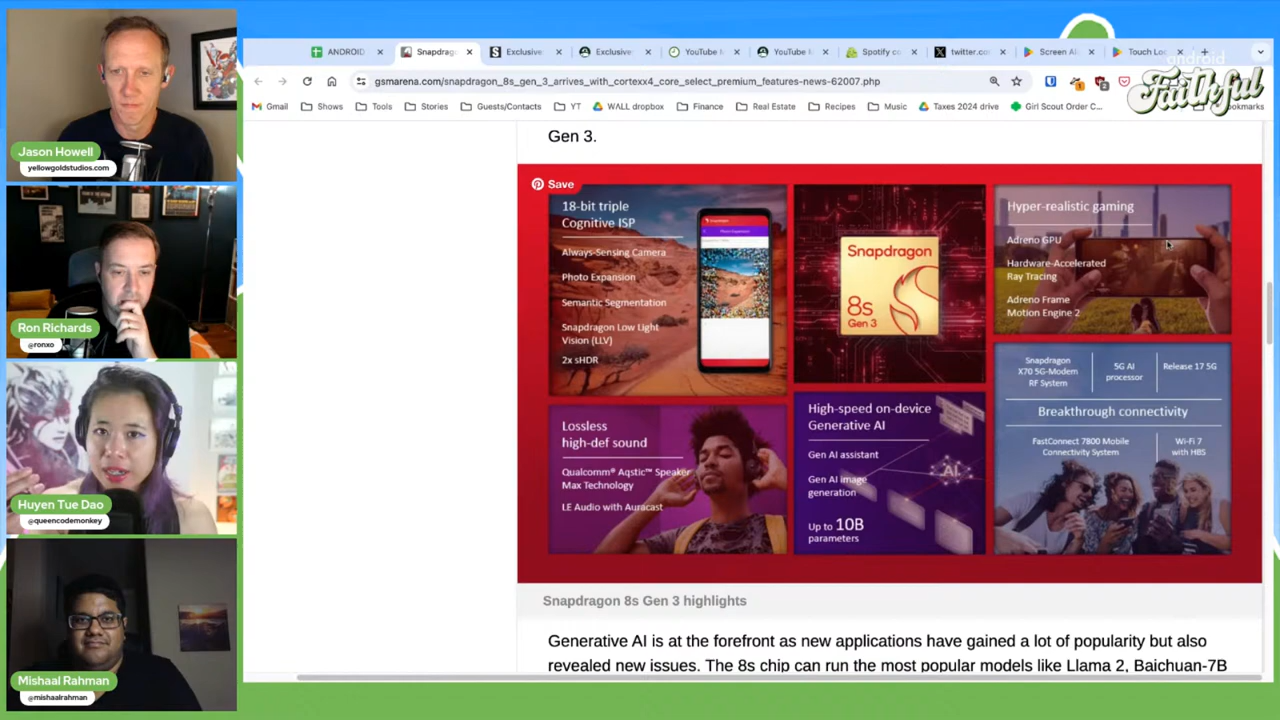 Jason Howell
yellowgoldstudios.com
Ron Richards
@ronxo
Huyen Tue Dao
@queencodemonkey
Mishaal Rahman
@mishaalrahman
ANDROID
Snapdrago
Exclusive:
Exclusive:
YouTube M
YouTube M
Spotify co
twitter.co
Screen Al
Touch Loc
android
Faithful
gsmarena.com/snapdragon_8s_gen_3_arrives_with_cortexx4_core_select_premium_features-news-62007.php
Gmail
Shows
Tools
Stories
Guests/Contacts
YT
WALL dropbox
Finance
Real Estate
Recipes
Music
Taxes 2024 drive
Girl Scout Order C...
Gen 3.
Save
18-bit triple
Cognitive ISP
Always-Sensing Camera
Photo Expansion
Semantic Segmentation
Snapdragon Low Light
Vision (LLV)
2x sHDR
Snapdragon
8s
Gen 3
Hyper-realistic gaming
Adreno GPU
Hardware-Accelerated
Ray Tracing
Adreno Frame
Motion Engine 2
Lossless
high-def sound
Qualcomm® Aqstic™ Speaker
Max Technology
LE Audio with Auracast
High-speed on-device
Generative AI
Gen AI assistant
Gen AI image
generation
Up to 10B
parameters
AI
Snapdragon
X70 5G-Modem
RF System
5G AI
processor
Release 17 5G
Breakthrough connectivity
FastConnect 7800 Mobile
Connectivity System
Wi-Fi 7
with HBS
Snapdragon 8s Gen 3 highlights
Generative AI is at the forefront as new applications have gained a lot of popularity but also
revealed new issues. The 8s chip can run the most popular models like Llama 2, Baichuan-7B